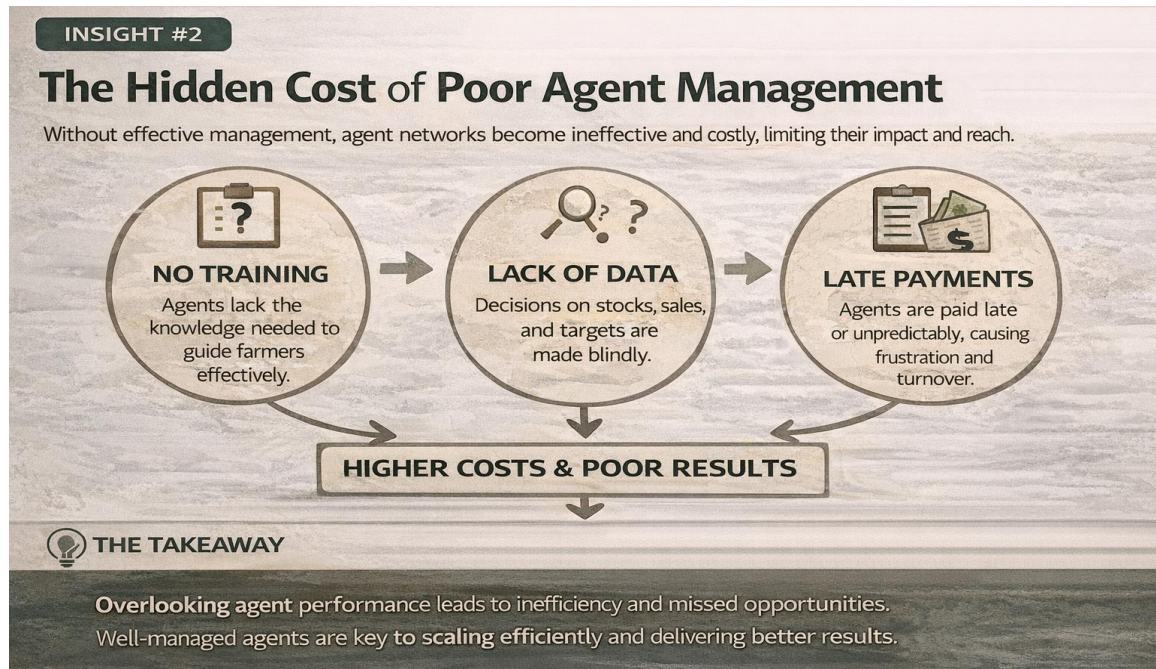 INSIGHT #2
The Hidden Cost of Poor Agent Management
Without effective management, agent networks become ineffective and costly, limiting their impact and reach.
?
NO TRAINING
Agents lack the
knowledge needed to
guide farmers
effectively.
? ?
LACK OF DATA
Decisions on stocks, sales,
and targets are
made blindly.
$
LATE PAYMENTS
Agents are paid late
or unpredictably, causing
frustration and
turnover.
HIGHER COSTS & POOR RESULTS
THE TAKEAWAY
Overlooking agent performance leads to inefficiency and missed opportunities.
Well-managed agents are key to scaling efficiently and delivering better results.